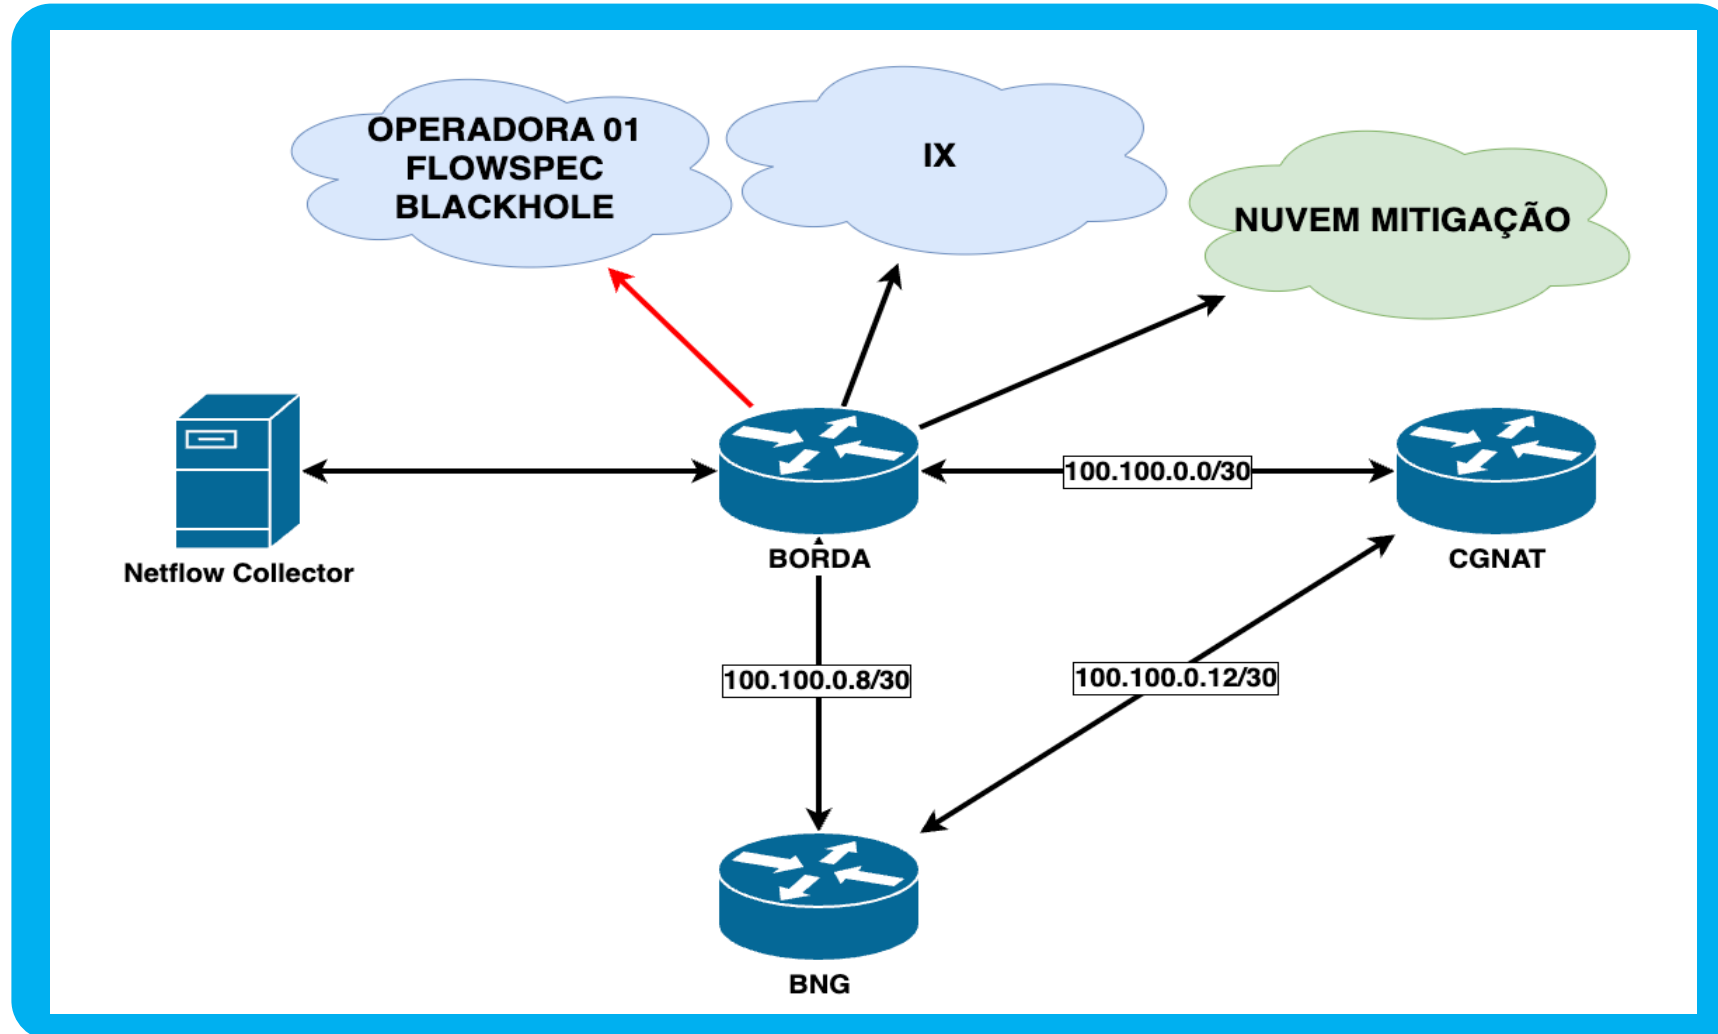 OPERADORA 01
FLOWSPEC
BLACKHOLE
IX
NUVEM MITIGAÇÃO
Netflow Collector
BORDA
100.100.0.0/30
CGNAT
100.100.0.8/30
100.100.0.12/30
BNG